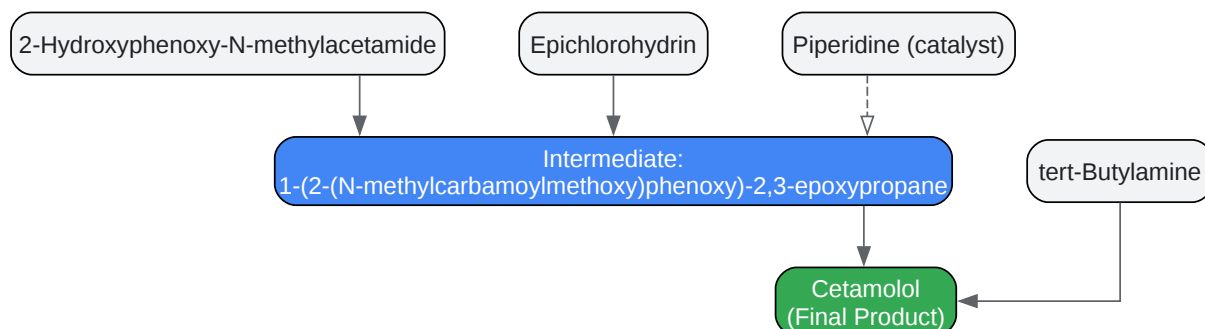 2-Hydroxyphenoxy-N-methylacetamide
Epichlorohydrin
Piperidine (catalyst)
Intermediate:
1-(2-(N-methylcarbamoylmethoxy)phenoxy)-2,3-epoxypropane
tert-Butylamine
Cetamolol
(Final Product)